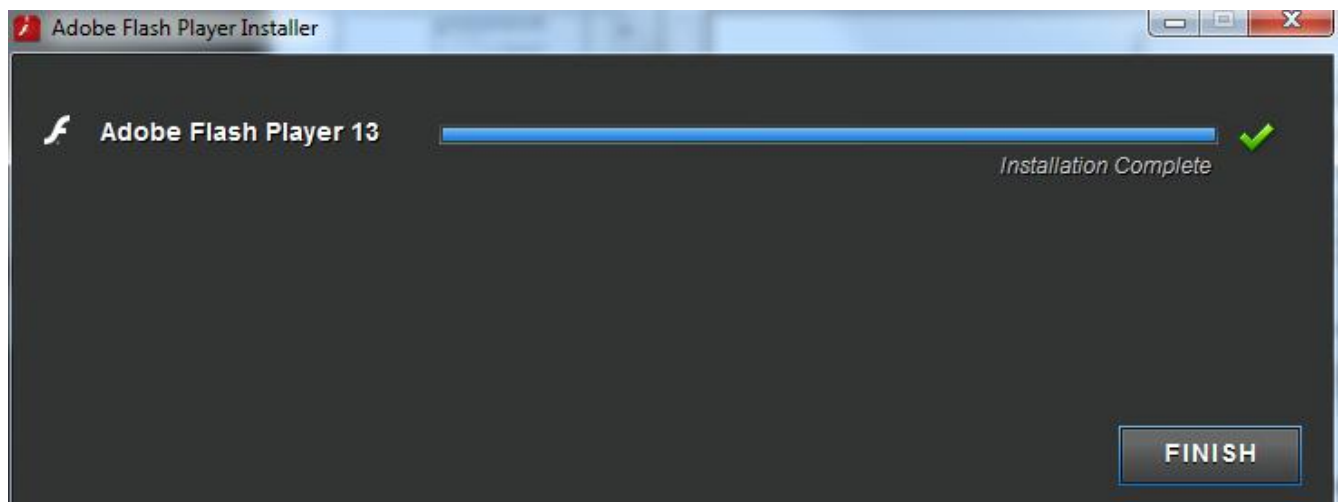 Adobe Flash Player Installer
Adobe Flash Player 13
Installation Complete
FINISH